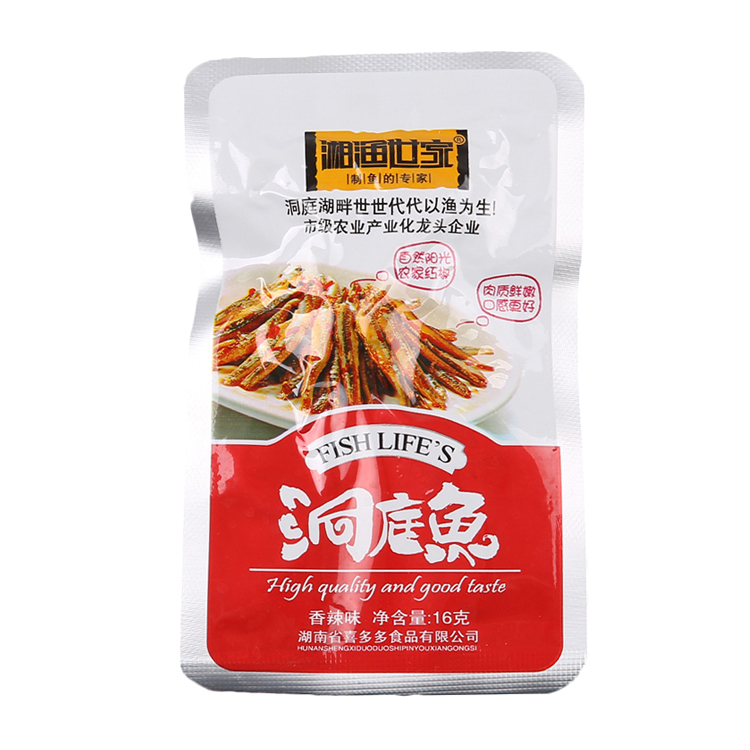 湘渔世家®
制鱼的专家
洞庭湖畔世世代代以渔为生!
市级农业产业化龙头企业
自然阳光
农家红椒
肉质鲜嫩
口感更好
FISH LIFE'S
洞庭鱼
High quality and good taste
香辣味 净含量:16克
湖南省喜多多食品有限公司
HUNANSHENGXIDUODUOSHIPINYOUXIANGONGSI